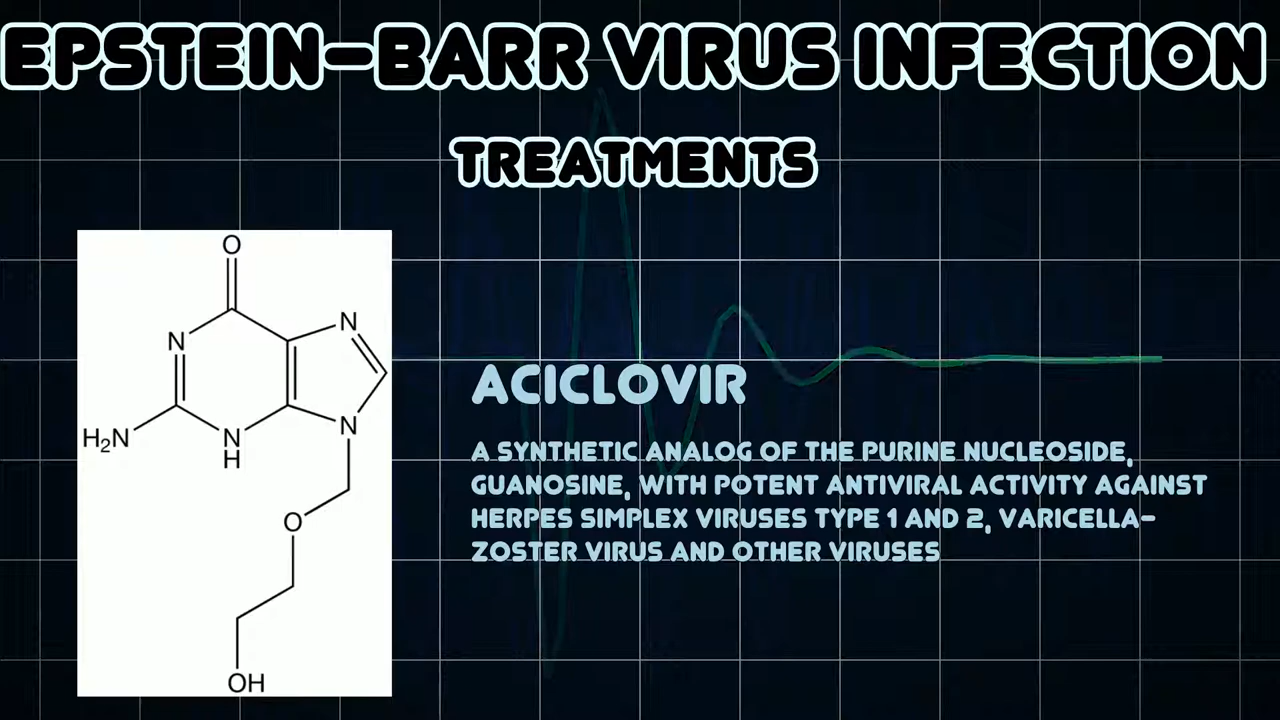 EPSTEIN-BARR VIRUS INFECTION
TREATMENTS
O
N
N
H₂N
N
H
N
O
OH
ACICLOVIR
A SYNTHETIC ANALOG OF THE PURINE NUCLEOSIDE,
GUANOSINE, WITH POTENT ANTIVIRAL ACTIVITY AGAINST
HERPES SIMPLEX VIRUSES TYPE 1 AND 2, VARICELLA-
ZOSTER VIRUS AND OTHER VIRUSES